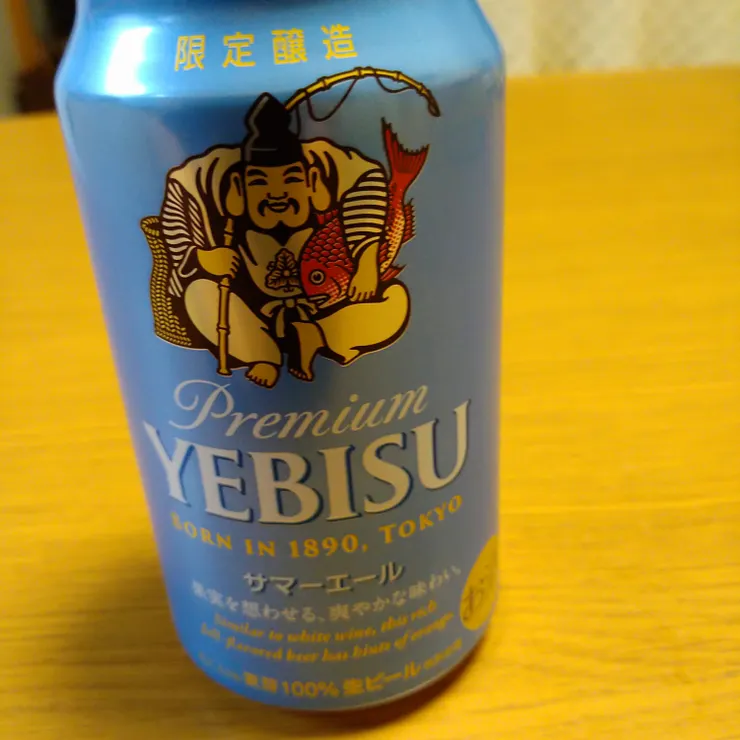 限定醸造
Premium
YEBISU
BORN IN 1890, TOKYO
サマーエール
果実を想わせる、爽やかな味わい。
Similar to white wine, this rich
full-flavored beer has hints of orange
麦芽100% 生ビール
お